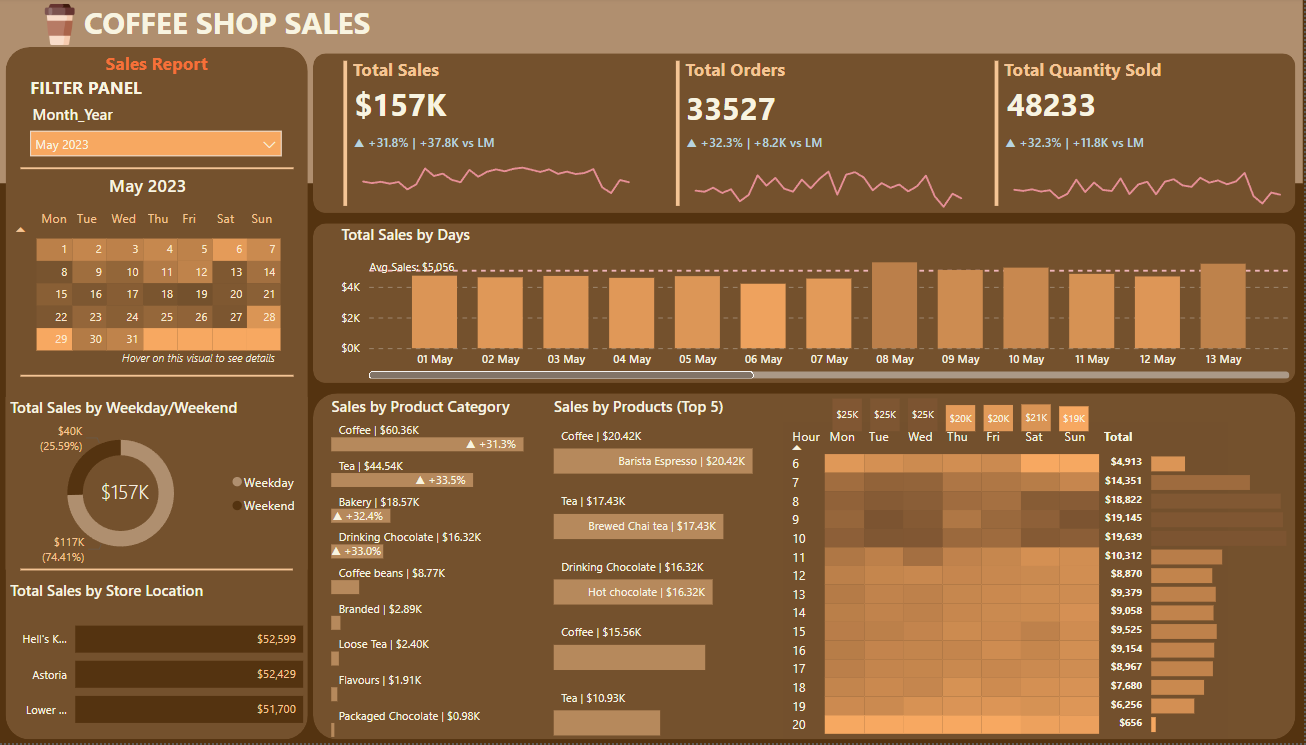 COFFEE SHOP SALES
Sales Report
FILTER PANEL
Month_Year
May 2023
May 2023
Mon Tue Wed Thu Fri Sat Sun
1 2 3 4 5 6 7
8 9 10 11 12 13 14
15 16 17 18 19 20 21
22 23 24 25 26 27 28
29 30 31
Hover on this visual to see details
Total Sales by Weekday/Weekend
$40K
(25.59%)
$157K
Weekday
Weekend
$117K
(74.41%)
Total Sales by Store Location
Hell's K... $52,599
Astoria $52,429
Lower ... $51,700
Total Sales
$157K
▲ +31.8% | +37.8K vs LM
Total Orders
33527
▲ +32.3% | +8.2K vs LM
Total Quantity Sold
48233
▲ +32.3% | +11.8K vs LM
Total Sales by Days
Avg Sales: $5,056
$4K
$2K
$0K
01 May 02 May 03 May 04 May 05 May 06 May 07 May 08 May 09 May 10 May 11 May 12 May 13 May
Sales by Product Category
Coffee | $60.36K
▲ +31.3%
Tea | $44.54K
▲ +33.5%
Bakery | $18.57K
▲ +32.4%
Drinking Chocolate | $16.32K
▲ +33.0%
Coffee beans | $8.77K
Branded | $2.89K
Loose Tea | $2.40K
Flavours | $1.91K
Packaged Chocolate | $0.98K
Sales by Products (Top 5)
Coffee | $20.42K
Barista Espresso | $20.42K
Tea | $17.43K
Brewed Chai tea | $17.43K
Drinking Chocolate | $16.32K
Hot chocolate | $16.32K
Coffee | $15.56K
Tea | $10.93K
$25K $25K $25K $20K $20K $21K $19K
Hour Mon Tue Wed Thu Fri Sat Sun Total
6 $4,913
7 $14,351
8 $18,822
9 $19,145
10 $19,639
11 $10,312
12 $8,870
13 $9,379
14 $9,058
15 $9,525
16 $9,154
17 $8,967
18 $7,680
19 $6,256
20 $656